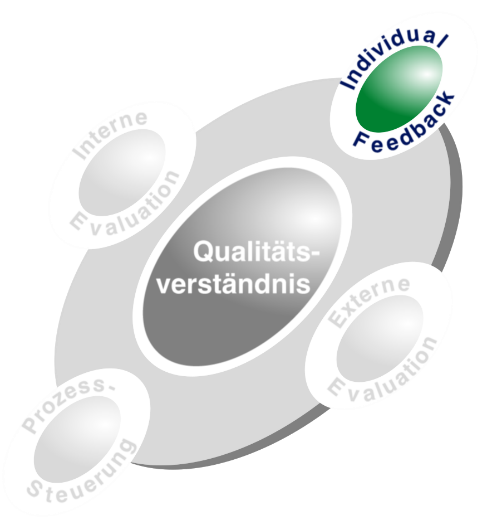 Individual
Feedback
Interne
Evaluation
Qualitäts-
verständnis
Externe
Evaluation
Prozess-
Steuerung